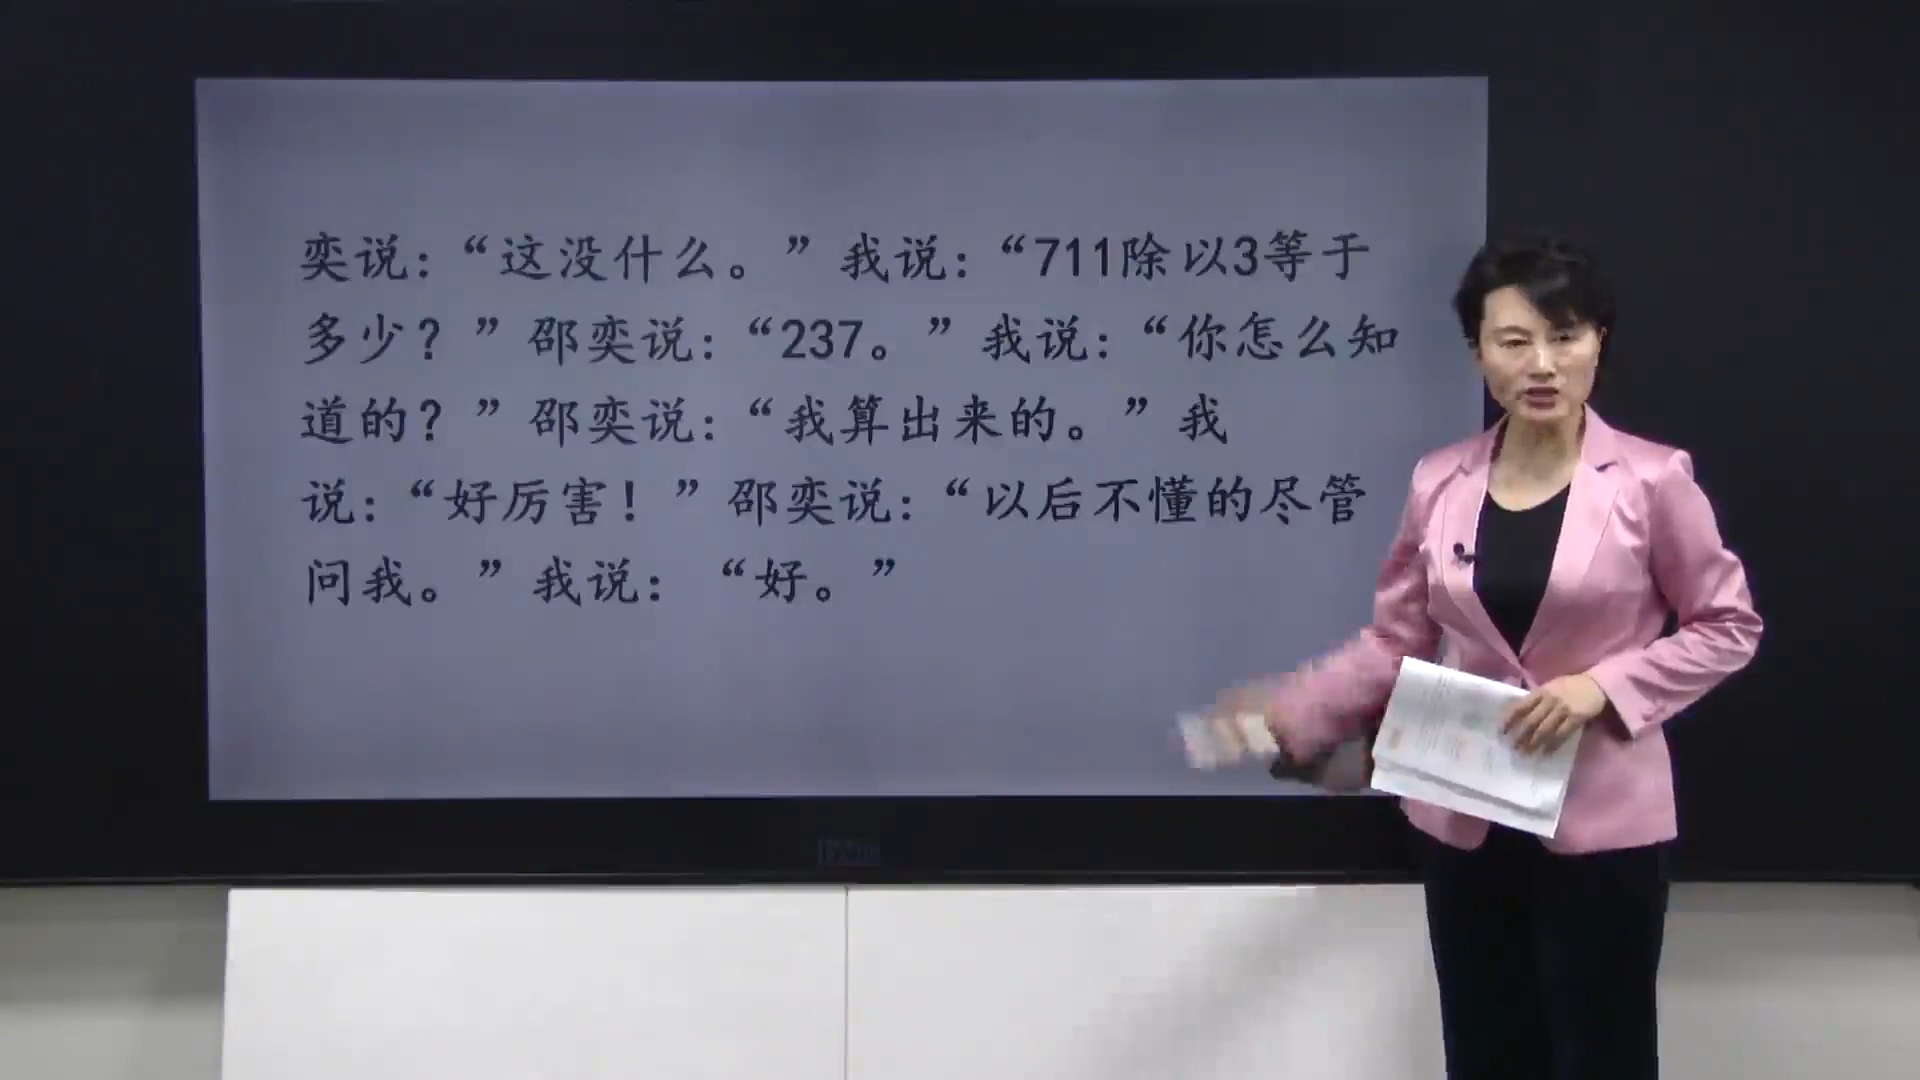 奕说：“这没什么。”我说：“711除以3等于
多少？”邵奕说：“237。”我说：“你怎么知
道的？”邵奕说：“我算出来的。”我
说：“好厉害！”邵奕说：“以后不懂的尽管
问我。”我说：“好。”